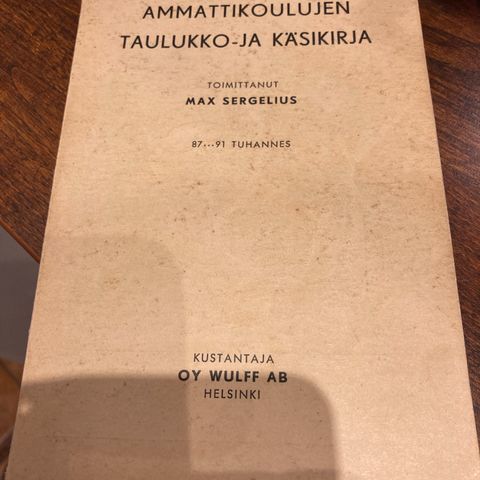 AMMATTIKOULUJEN
TAULUKKO-JA KÄSIKIRJA
TOIMITTANUT
MAX SERGELIUS
87...91 TUHANNES
KUSTANTAJA
OY WULFF AB
HELSINKI